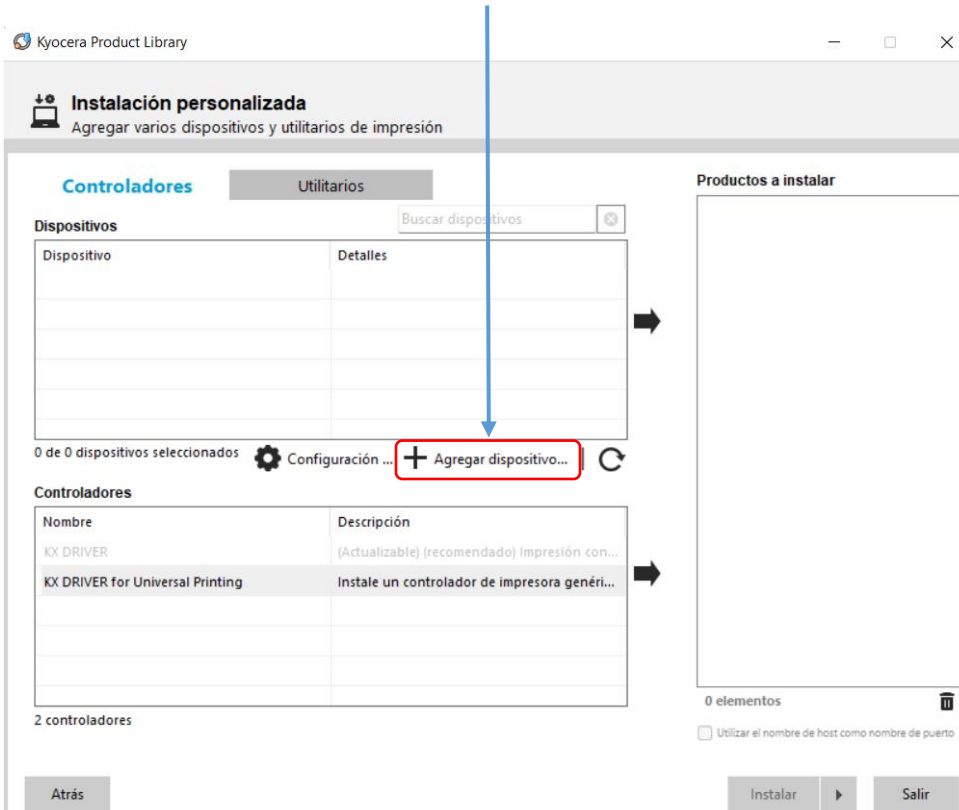 Kyocera Product Library
Instalación personalizada
Agregar varios dispositivos y utilitarios de impresión
Controladores
Utilitarios
Productos a instalar
Dispositivos
Buscar dispositivos
Dispositivo
Detalles
0 de 0 dispositivos seleccionados
Configuración ...
Agregar dispositivo...
Controladores
Nombre
Descripción
KX DRIVER
(Actualizable) (recomendado) Impresión con...
KX DRIVER for Universal Printing
Instale un controlador de impresora genéri...
2 controladores
0 elementos
Utilizar el nombre de host como nombre de puerto
Atrás
Instalar
Salir